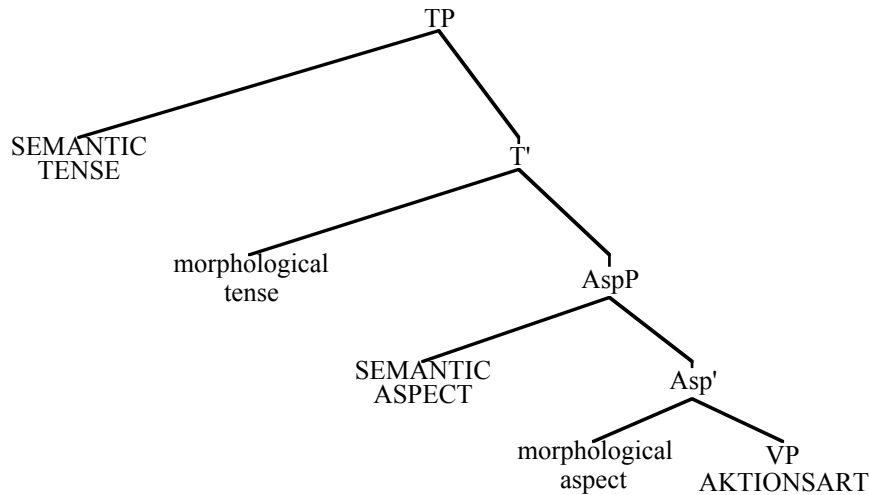 TP
SEMANTIC
TENSE
T'
morphological
tense
AspP
SEMANTIC
ASPECT
Asp'
morphological
aspect
VP
AKTIONSART